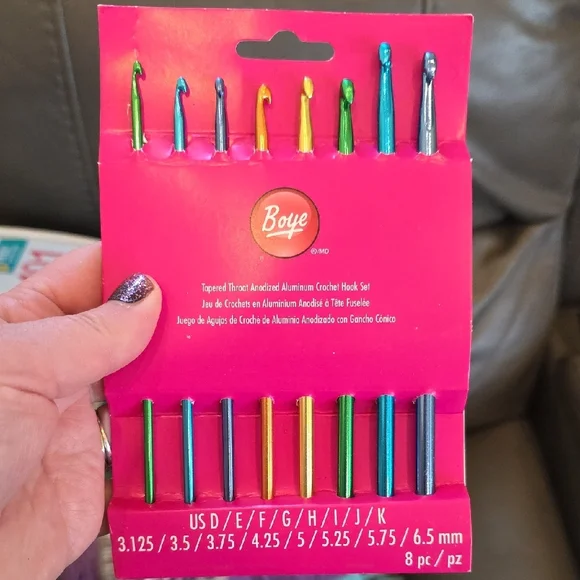 Boye
®/MD
Tapered Throat Anodized Aluminum Crochet Hook Set
Jeu de Crochets en Aluminium Anodisé à Tête Fuselée
Juego de Agujas de Croché de Aluminio Anodizado con Gancho Cónico
US D / E / F / G / H / I / J / K
3.125 / 3.5 / 3.75 / 4.25 / 5 / 5.25 / 5.75 / 6.5 mm
8 pc / pz